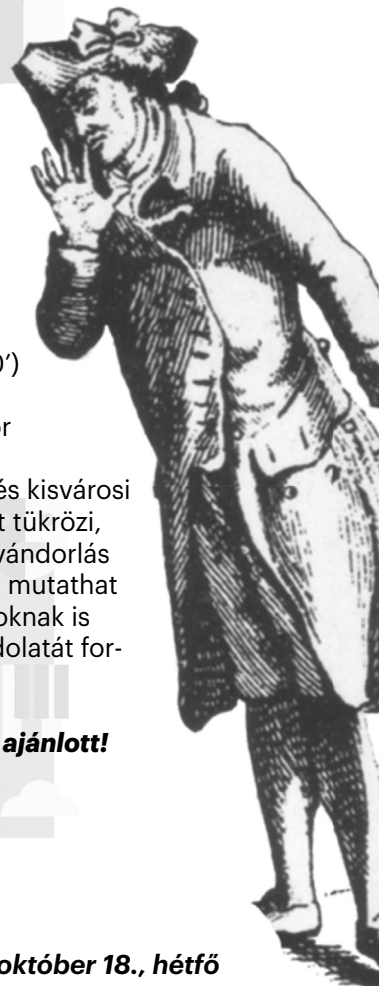 0’)
or
és kisvárosi
t tükrözi,
vándorlás
mutathat
oknak is
dolatát for-
ajánlott!
október 18., hétfő